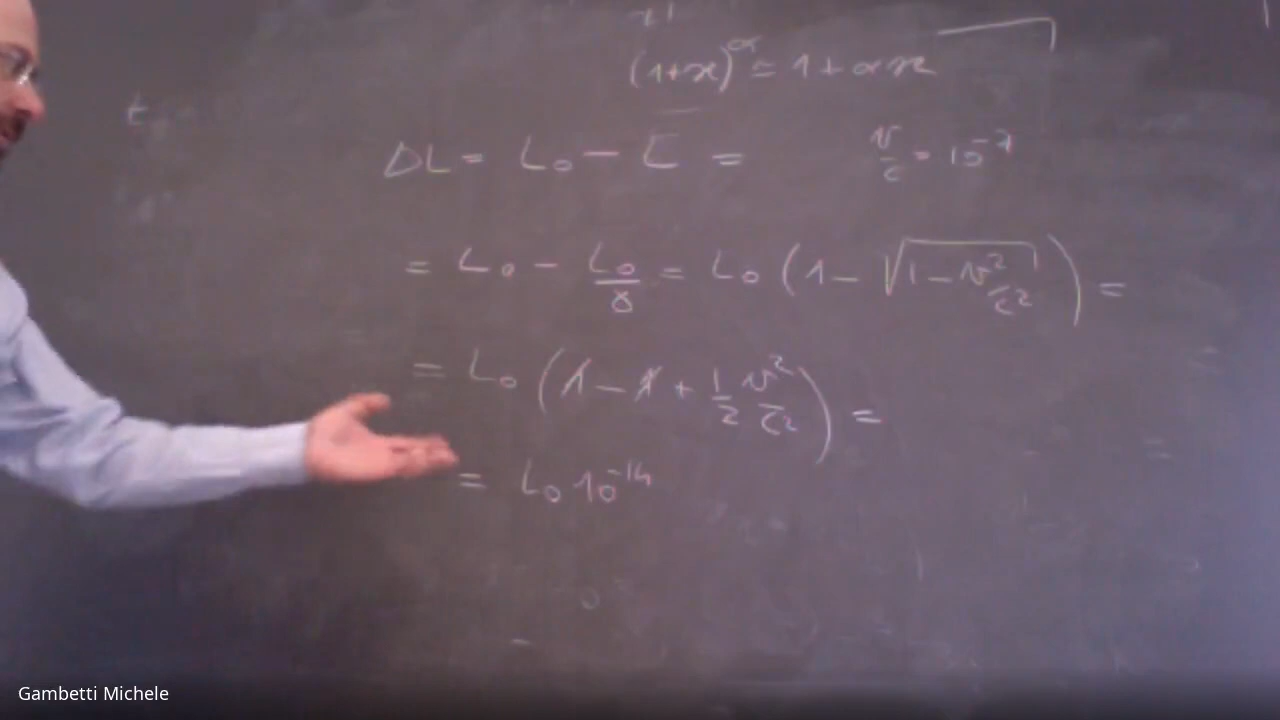 (1+x)^α ≃ 1 + αx
ΔL = L₀ − L =
v/c = 10⁻⁷
= L₀ − L₀/γ = L₀ (1 − √(1 − v²/c²)) =
= L₀ (1 − 1 + 1/2 v²/c²) =
= L₀ 10⁻¹⁴
Gambetti Michele